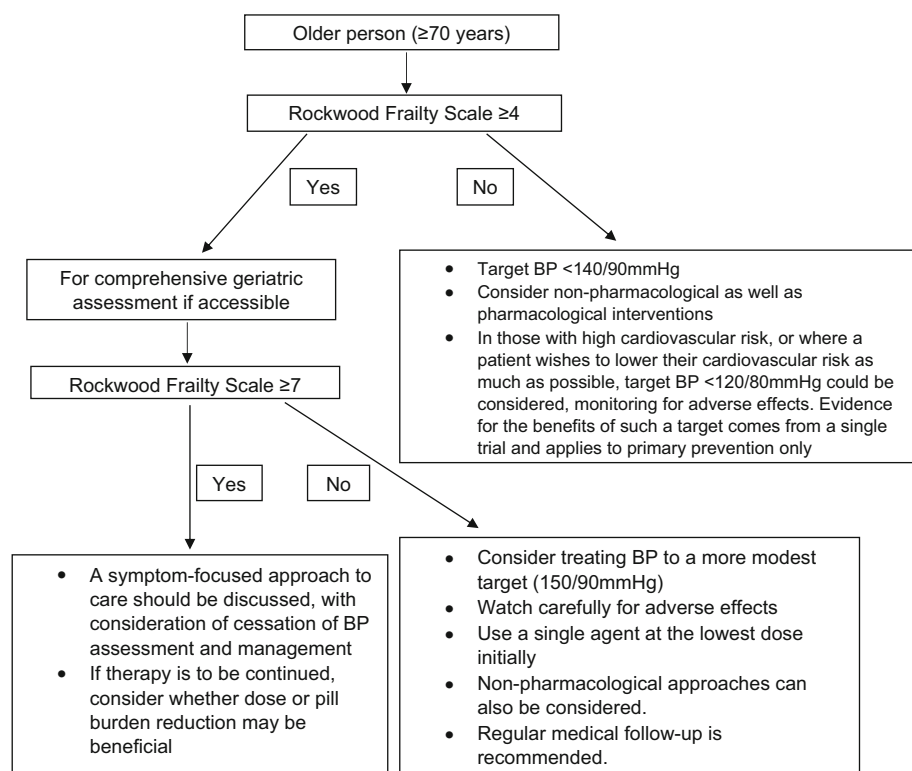 Older person (≥70 years)
Rockwood Frailty Scale ≥4
Yes
No
For comprehensive geriatric
assessment if accessible
• Target BP <140/90mmHg
• Consider non-pharmacological as well as
pharmacological interventions
• In those with high cardiovascular risk, or where a
patient wishes to lower their cardiovascular risk as
much as possible, target BP <120/80mmHg could be
considered, monitoring for adverse effects. Evidence
for the benefits of such a target comes from a single
trial and applies to primary prevention only
Rockwood Frailty Scale ≥7
Yes
No
• A symptom-focused approach to
care should be discussed, with
consideration of cessation of BP
assessment and management
• If therapy is to be continued,
consider whether dose or pill
burden reduction may be
beneficial
• Consider treating BP to a more modest
target (150/90mmHg)
• Watch carefully for adverse effects
• Use a single agent at the lowest dose
initially
• Non-pharmacological approaches can
also be considered.
• Regular medical follow-up is
recommended.